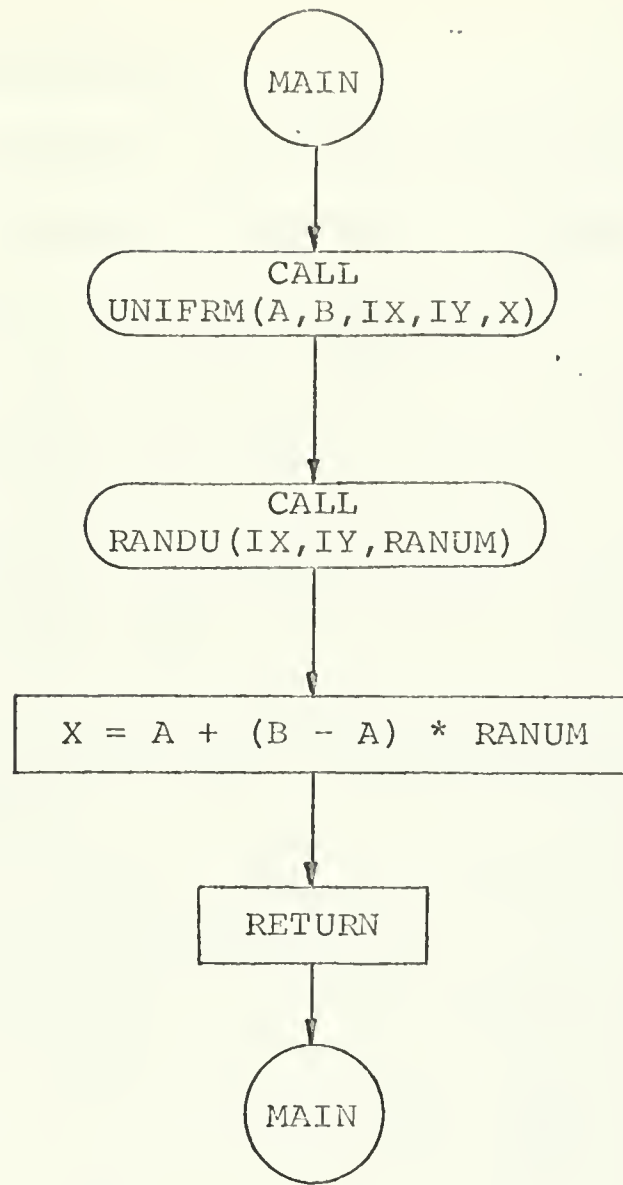 MAIN
CALL
UNIFRM(A,B,IX,IY,X)
CALL
RANDU(IX,IY,RANUM)
X = A + (B - A) * RANUM
RETURN
MAIN